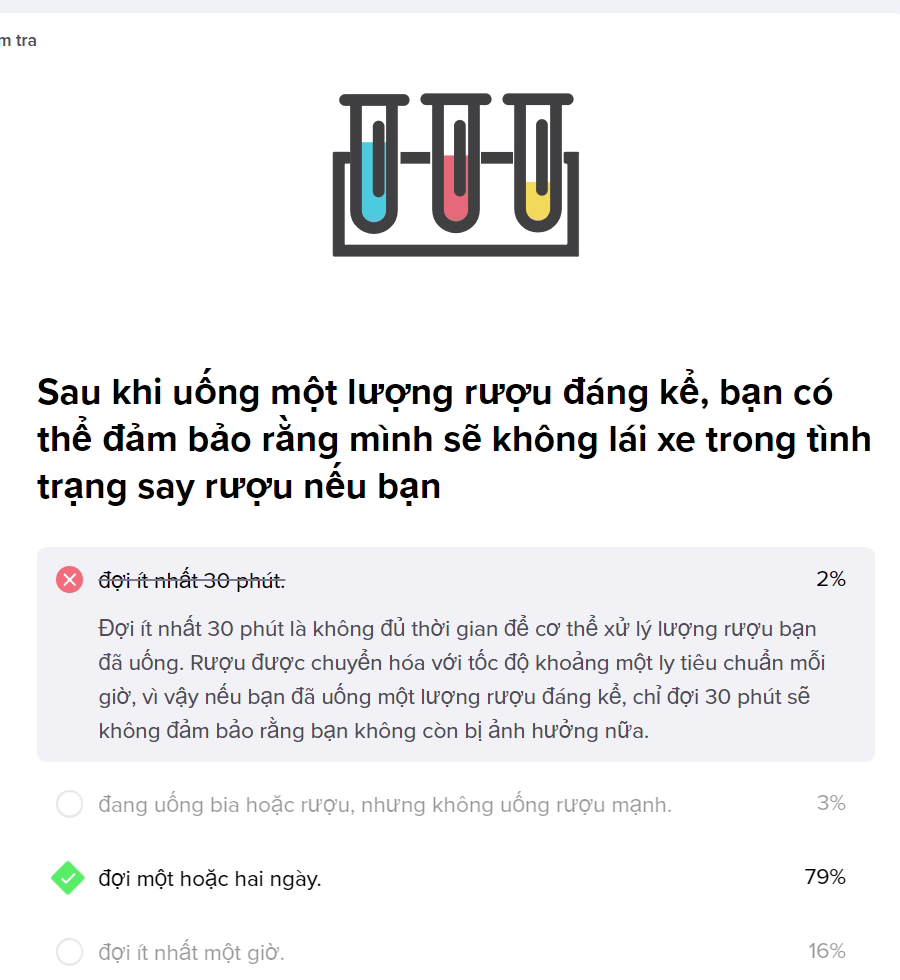 m tra
Sau khi uống một lượng rượu đáng kể, bạn có
thể đảm bảo rằng mình sẽ không lái xe trong tình
trạng say rượu nếu bạn
đợi ít nhất 30 phút. 2%
Đợi ít nhất 30 phút là không đủ thời gian để cơ thể xử lý lượng rượu bạn
đã uống. Rượu được chuyển hóa với tốc độ khoảng một ly tiêu chuẩn mỗi
giờ, vì vậy nếu bạn đã uống một lượng rượu đáng kể, chỉ đợi 30 phút sẽ
không đảm bảo rằng bạn không còn bị ảnh hưởng nữa.
đang uống bia hoặc rượu, nhưng không uống rượu mạnh. 3%
đợi một hoặc hai ngày. 79%
đợi ít nhất một giờ. 16%